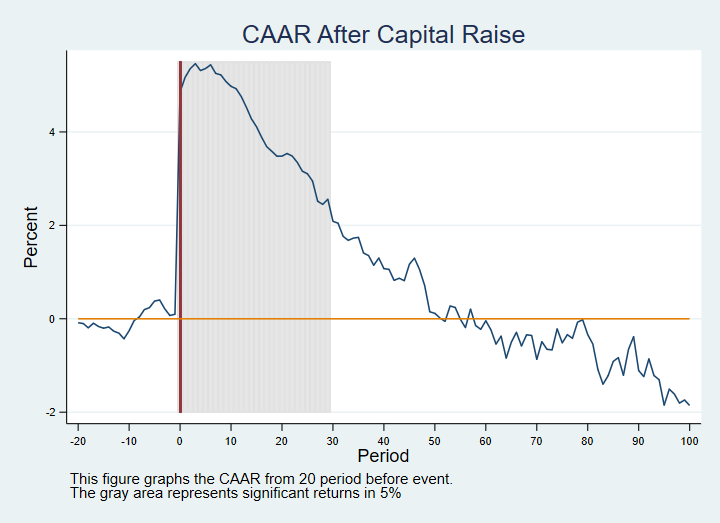 CAAR After Capital Raise
Percent
4
2
0
-2
-20 -10 0 10 20 30 40 50 60 70 80 90 100
Period
This figure graphs the CAAR from 20 period before event.
The gray area represents significant returns in 5%